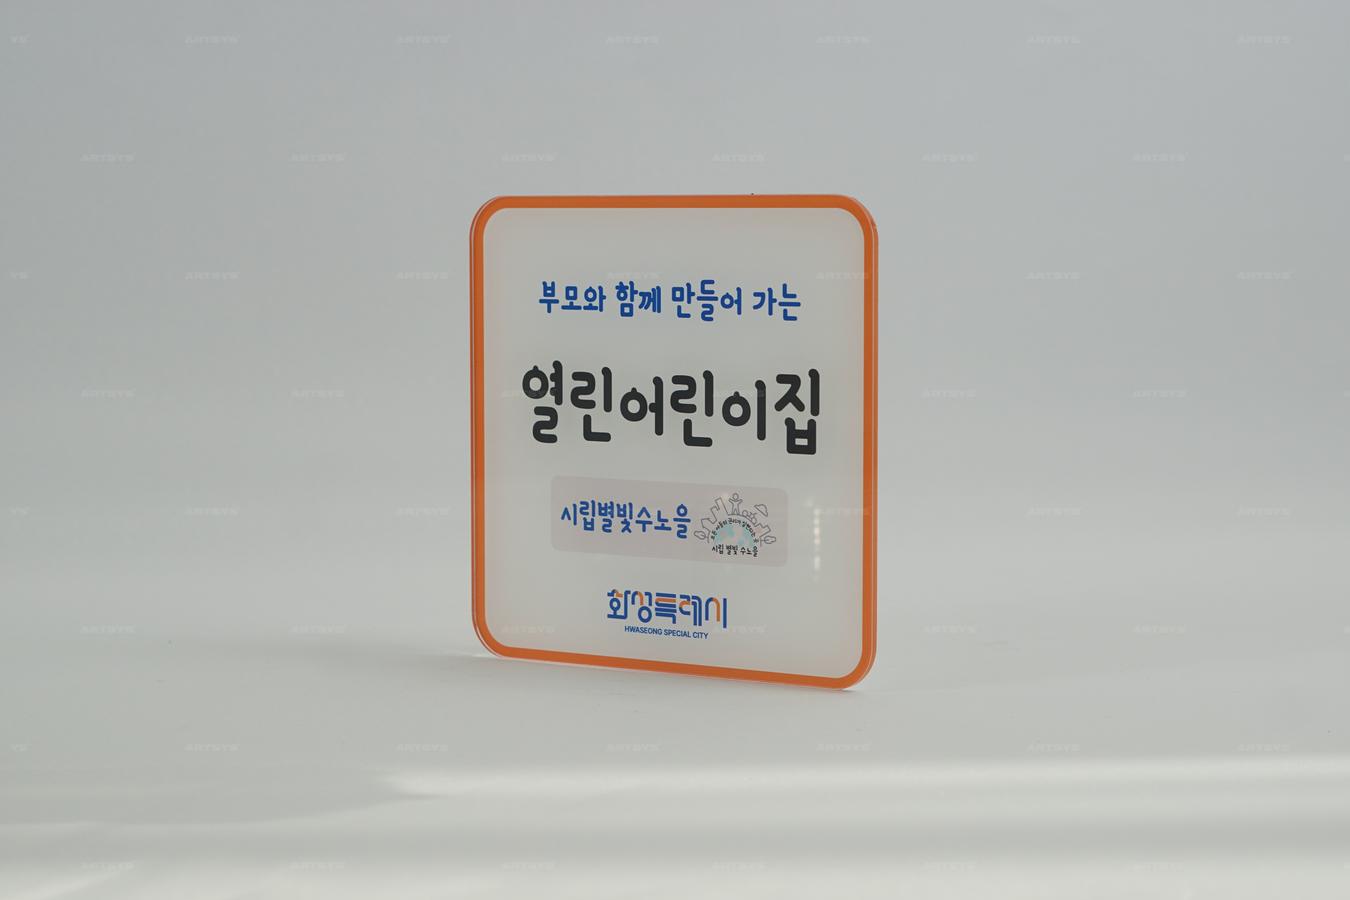 부모와 함께 만들어 가는
열린어린이집
시립별빛수노을
시립 별빛 수노을
화성특례시
HWASEONG SPECIAL CITY
ARTSYS